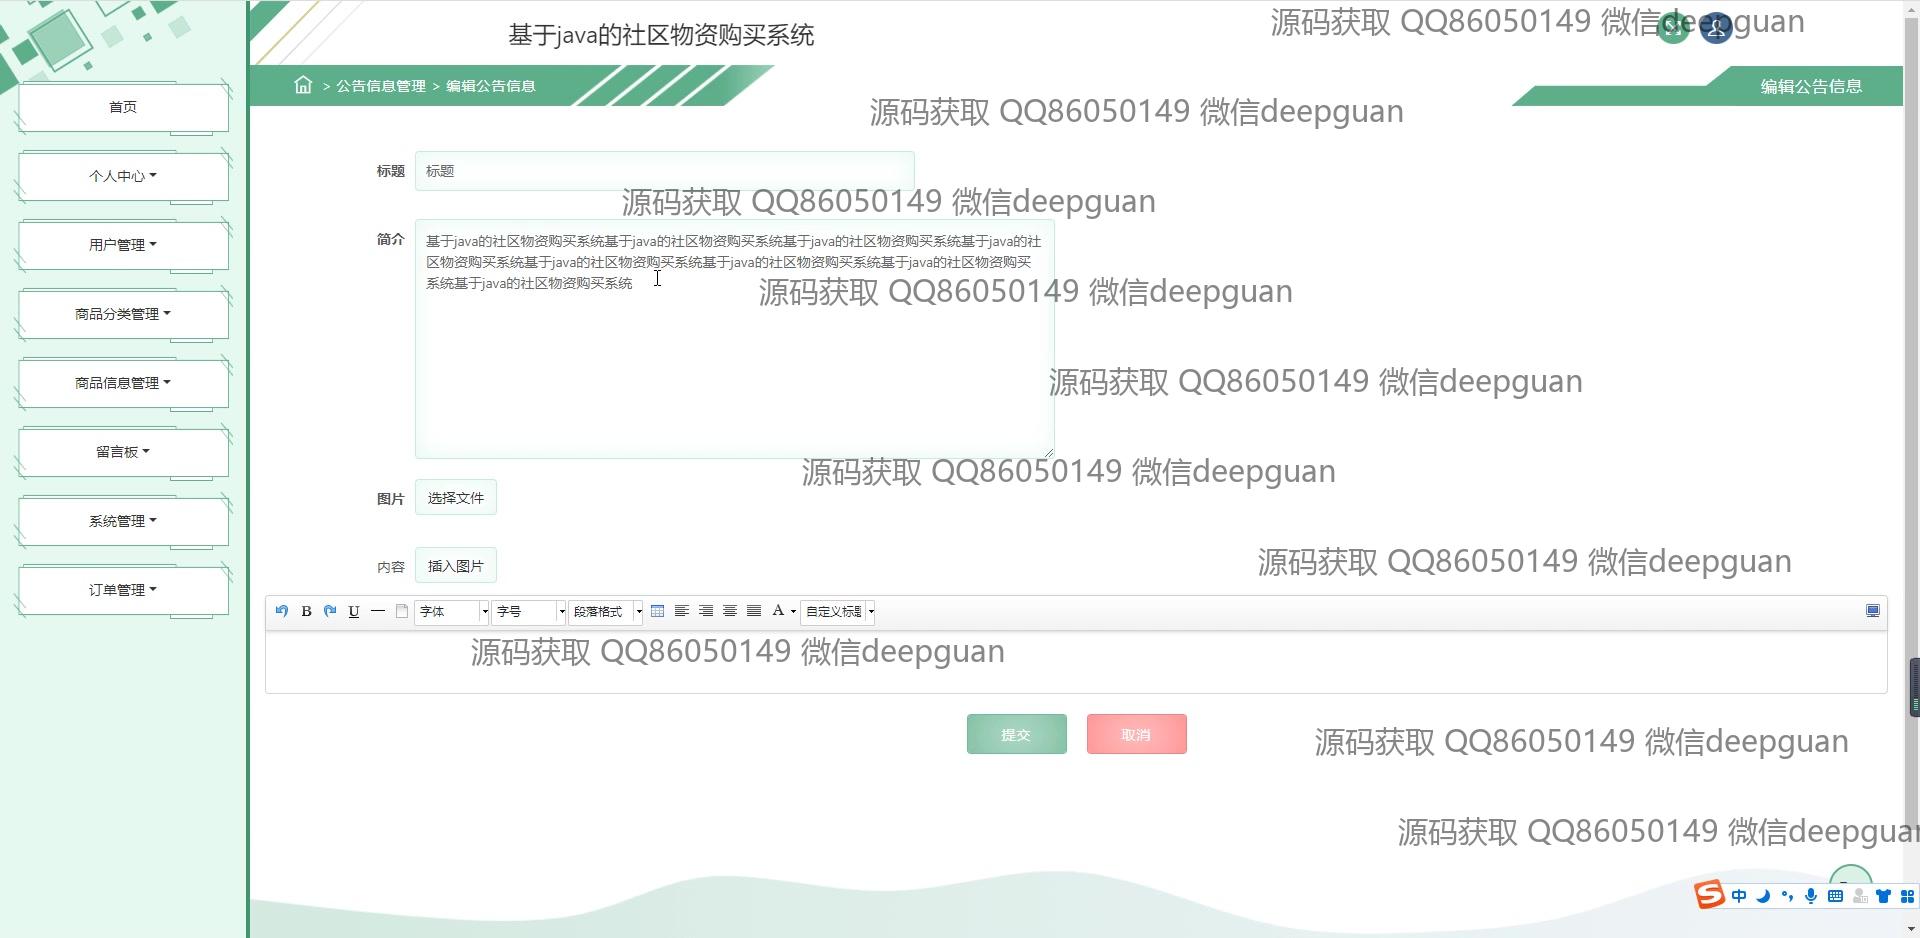 基于java的社区物资购买系统
源码获取 QQ86050149 微信deepguan
> 公告信息管理 > 编辑公告信息
编辑公告信息
源码获取 QQ86050149 微信deepguan
首页
个人中心
用户管理
商品分类管理
商品信息管理
留言板
系统管理
订单管理
标题 标题
源码获取 QQ86050149 微信deepguan
简介
基于java的社区物资购买系统基于java的社区物资购买系统基于java的社区物资购买系统基于java的社
区物资购买系统基于java的社区物资购买系统基于java的社区物资购买系统基于java的社区物资购买
系统基于java的社区物资购买系统
源码获取 QQ86050149 微信deepguan
源码获取 QQ86050149 微信deepguan
源码获取 QQ86050149 微信deepguan
图片 选择文件
内容 插入图片
源码获取 QQ86050149 微信deepguan
B U 字体 字号 段落格式 A 自定义标题
源码获取 QQ86050149 微信deepguan
提交 取消
源码获取 QQ86050149 微信deepguan
源码获取 QQ86050149 微信deepguan
S 中